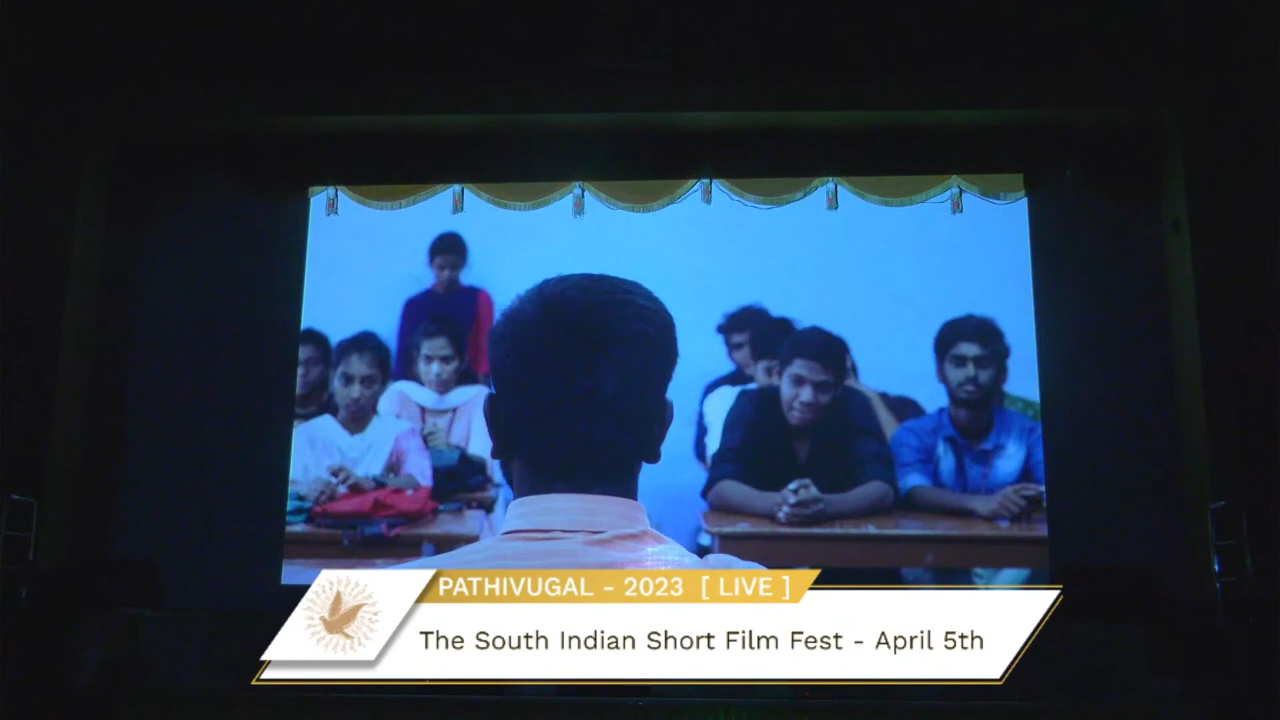 PATHIVUGAL - 2023 [ LIVE ]
The South Indian Short Film Fest - April 5th